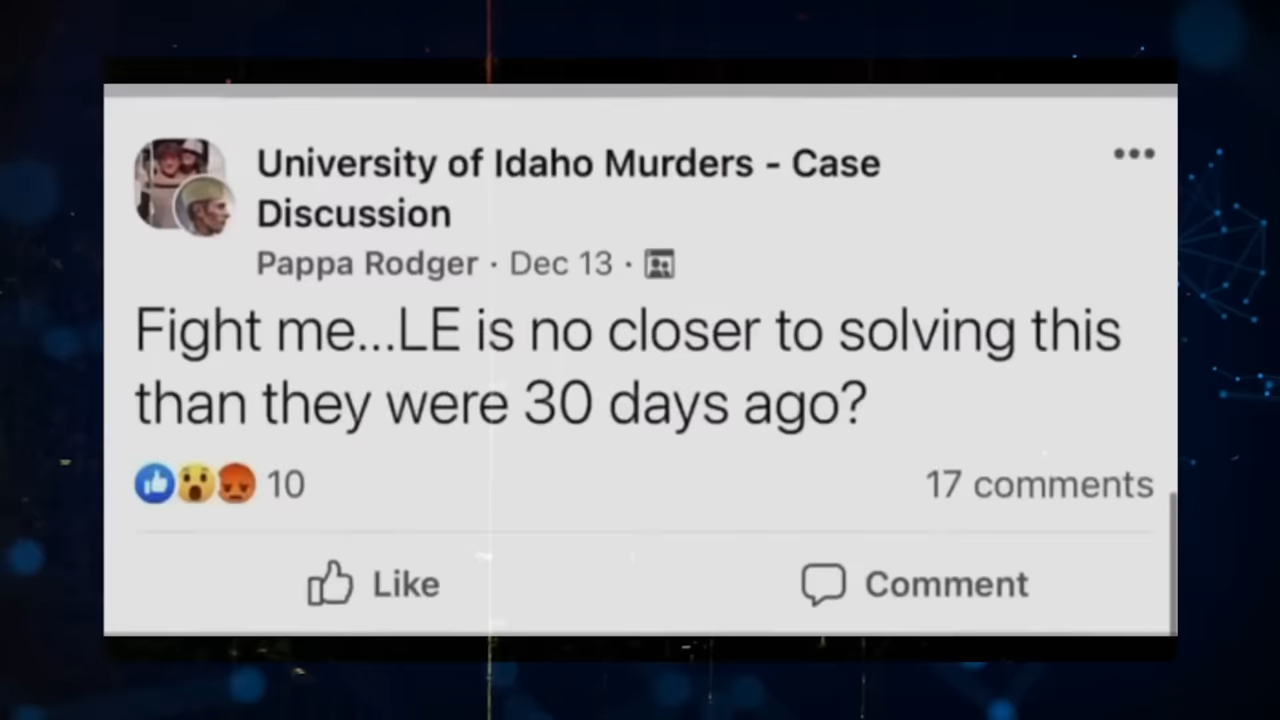 University of Idaho Murders - Case
Discussion
Pappa Rodger · Dec 13 ·
Fight me...LE is no closer to solving this
than they were 30 days ago?
10
17 comments
Like
Comment